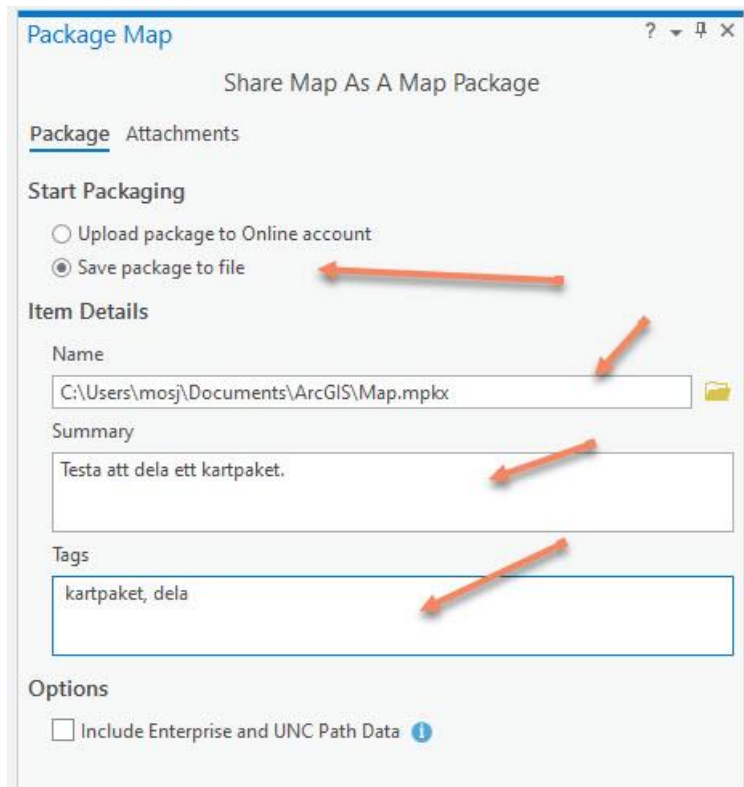 Package Map
Share Map As A Map Package
Package Attachments
Start Packaging
Upload package to Online account
Save package to file
Item Details
Name
C:\Users\mosj\Documents\ArcGIS\Map.mpkx
Summary
Testa att dela ett kartpaket.
Tags
kartpaket, dela
Options
Include Enterprise and UNC Path Data